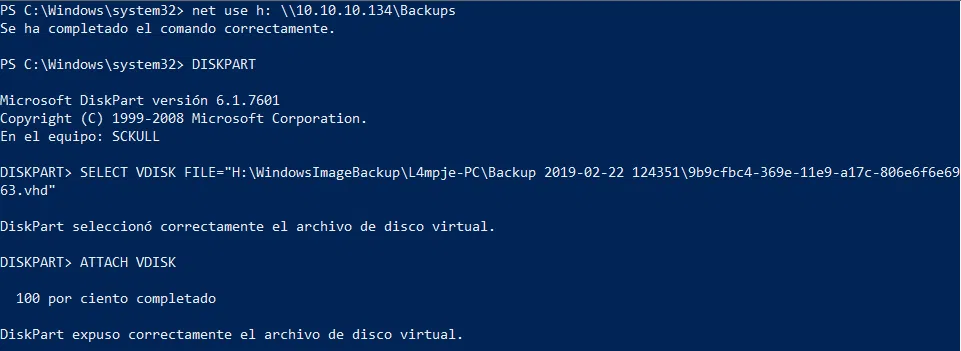 PS C:\Windows\system32> net use h: \\10.10.10.134\Backups
Se ha completado el comando correctamente.
PS C:\Windows\system32> DISKPART
Microsoft DiskPart versión 6.1.7601
Copyright (C) 1999-2008 Microsoft Corporation.
En el equipo: SCKULL
DISKPART> SELECT VDISK FILE="H:\WindowsImageBackup\L4mpje-PC\Backup 2019-02-22 124351\9b9cfbc4-369e-11e9-a17c-806e6f6e69
63.vhd"
DiskPart seleccionó correctamente el archivo de disco virtual.
DISKPART> ATTACH VDISK
  100 por ciento completado
DiskPart expuso correctamente el archivo de disco virtual.